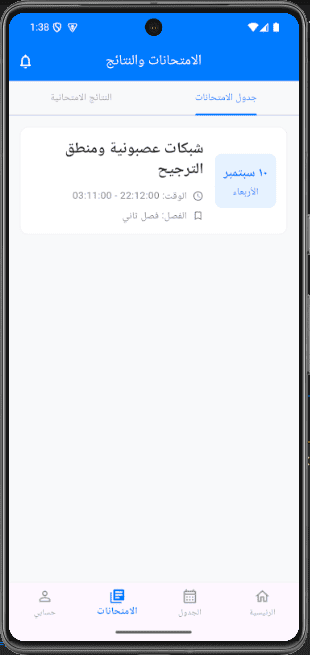 1:38
الامتحانات والنتائج
جدول الامتحانات
النتائج الامتحانية
١٠ سبتمبر
الأربعاء
شبكات عصبونية ومنطق
الترجيح
الوقت: 22:12:00 - 03:11:00
الفصل: فصل ثاني
الرئيسية
الجدول
الامتحانات
حسابي